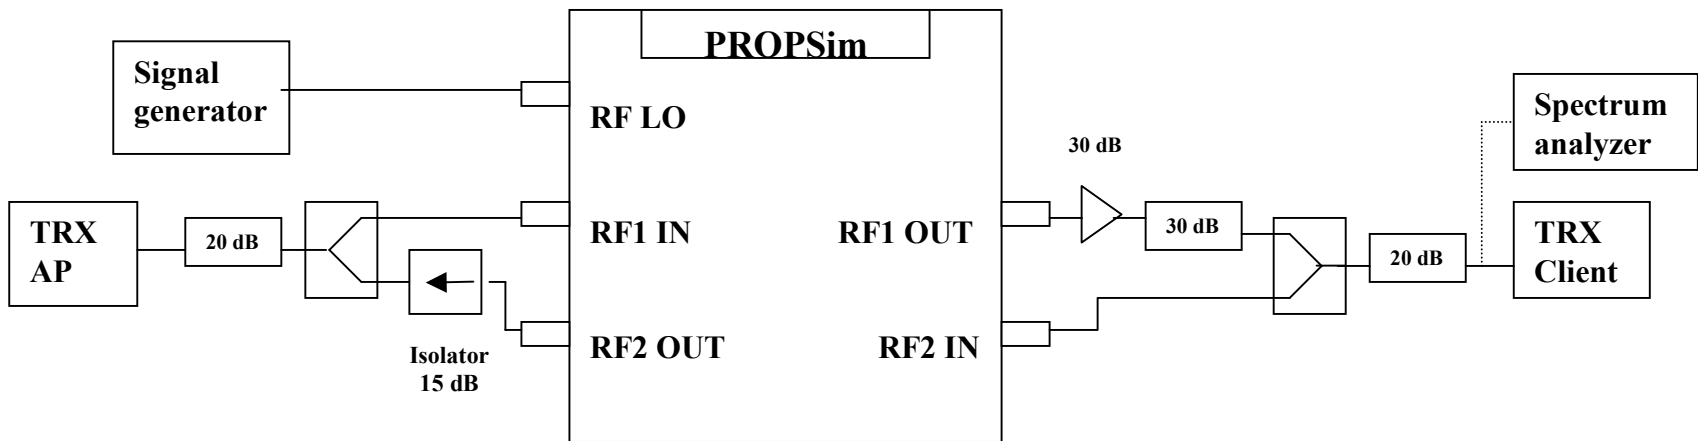 PROPSim
Signal
generator
RF LO
Spectrum
analyzer
30 dB
TRX
AP
20 dB
RF1 IN
RF1 OUT
30 dB
20 dB
TRX
Client
Isolator
15 dB
RF2 OUT
RF2 IN